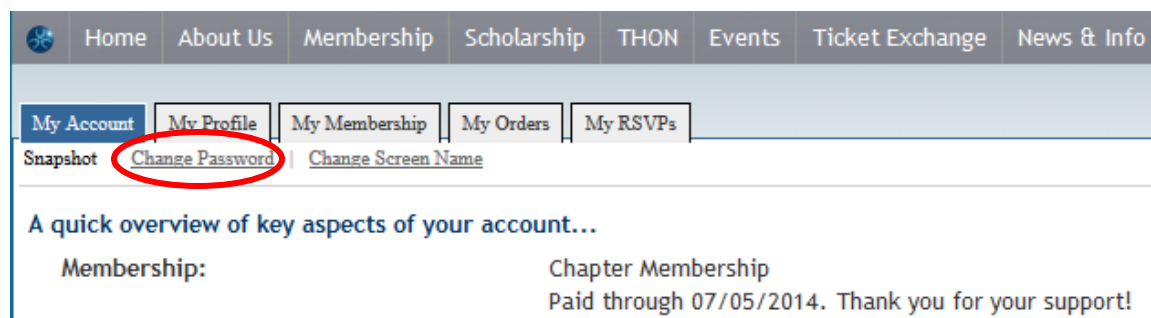 Home About Us Membership Scholarship THON Events Ticket Exchange News & Info
My Account My Profile My Membership My Orders My RSVPs
Snapshot Change Password | Change Screen Name
A quick overview of key aspects of your account...
Membership: Chapter Membership
Paid through 07/05/2014. Thank you for your support!